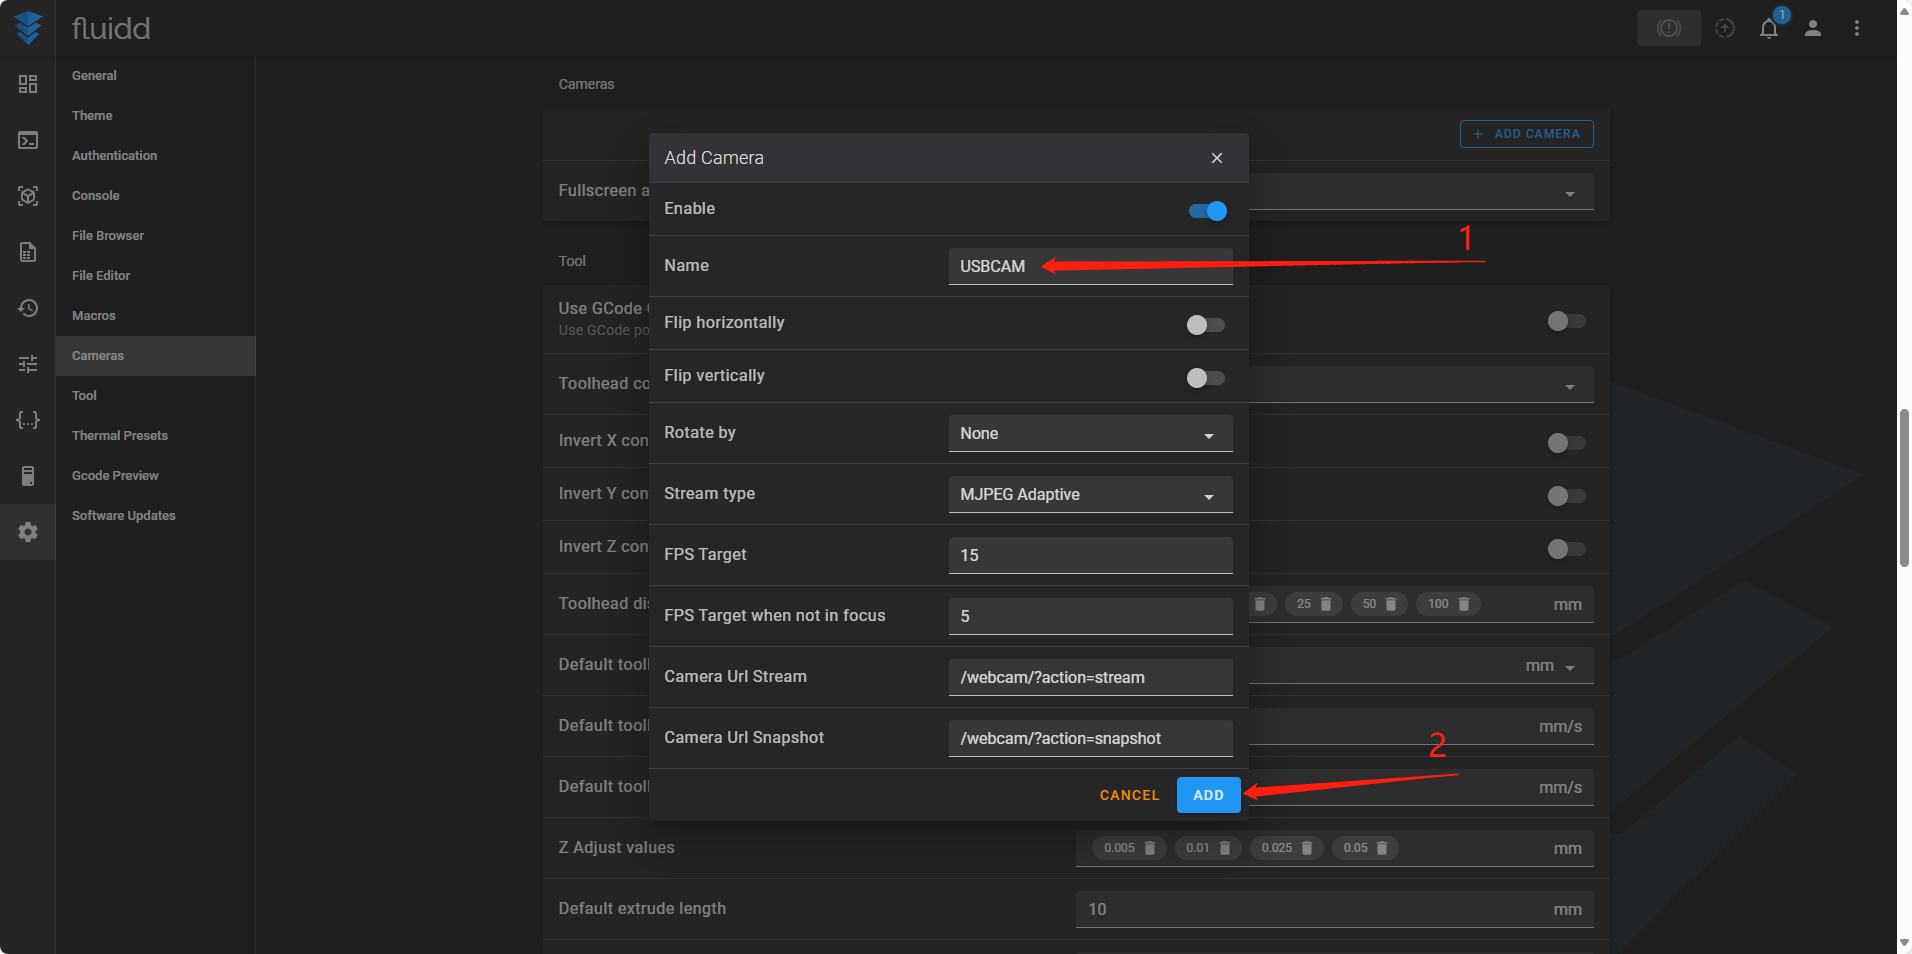 fluidd
1
General
Theme
Authentication
Console
File Browser
File Editor
Macros
Cameras
Tool
Thermal Presets
Gcode Preview
Software Updates
Cameras
+ ADD CAMERA
Fullscreen a
Tool
Use GCode
Use GCode po
Toolhead co
Invert X con
Invert Y con
Invert Z con
Toolhead di
25 50 100 mm
Default tool
mm
Default tool
mm/s
Default tool
mm/s
Z Adjust values
0.005 0.01 0.025 0.05 mm
Default extrude length
10 mm
Add Camera
Enable
Name
USBCAM
1
Flip horizontally
Flip vertically
Rotate by
None
Stream type
MJPEG Adaptive
FPS Target
15
FPS Target when not in focus
5
Camera Url Stream
/webcam/?action=stream
Camera Url Snapshot
/webcam/?action=snapshot
2
CANCEL
ADD